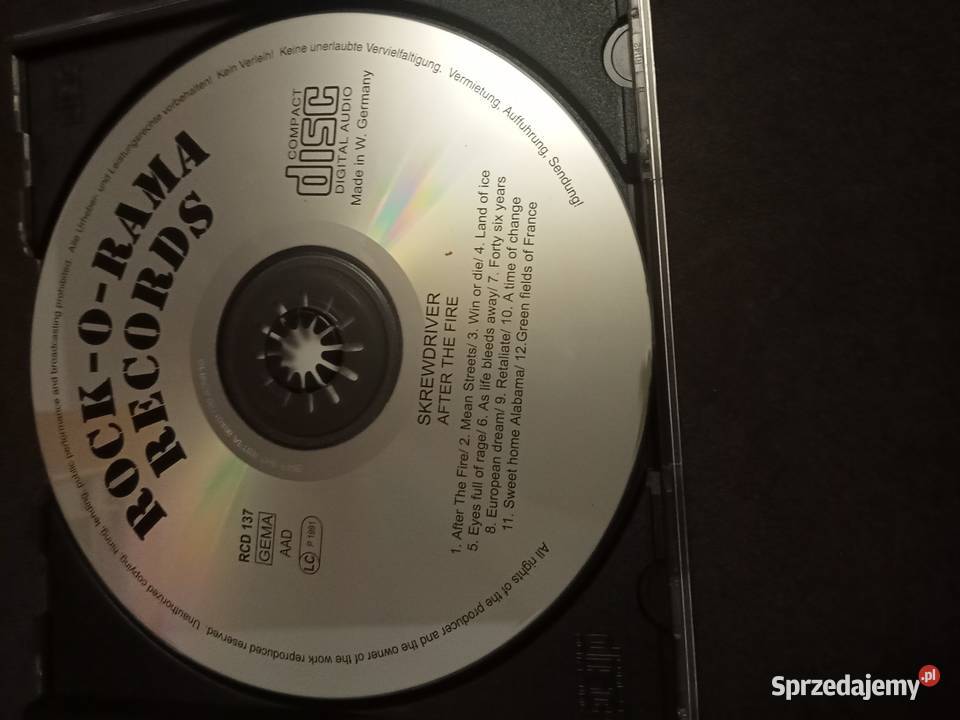 ROCK-O-RAMA
RECORDS
COMPACT
disc
DIGITAL AUDIO
Made in W. Germany
RCD 137
GEMA
AAD
LC
P 1991
SKREWDRIVER
AFTER THE FIRE
1. After The Fire/ 2. Mean Streets/ 3. Win or die/ 4. Land of ice
5. Eyes full of rage/ 6. As life bleeds away/ 7. Forty six years
8. European dream/ 9. Retaliate/ 10. A time of change
11. Sweet home Alabama/ 12.Green fields of France
All rights of the producer and the owner of the work reproduced reserved. Unauthorized copying, hiring, lending, public performance and broadcasting prohibited. Alle Urheber- und Leistungsrechte vorbehalten! Kein Verleih! Keine unerlaubte Vervielfältigung, Vermietung, Aufführung, Sendung!
Sprzedajemy.pl